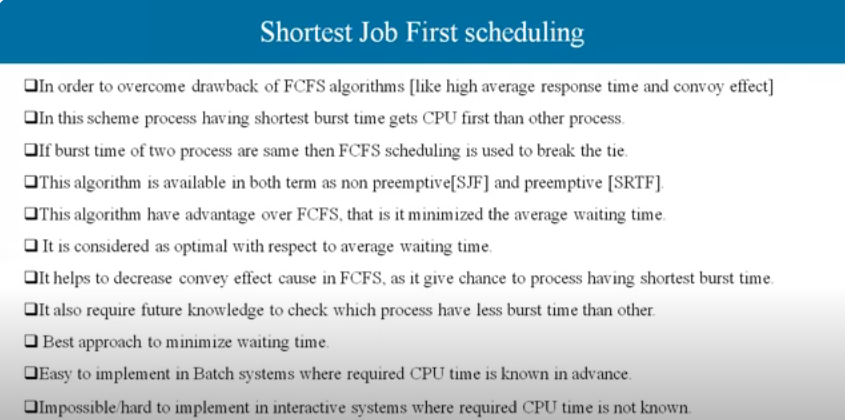 Shortest Job First scheduling
❑In order to overcome drawback of FCFS algorithms [like high average response time and convoy effect]
❑In this scheme process having shortest burst time gets CPU first than other process.
❑If burst time of two process are same then FCFS scheduling is used to break the tie.
❑This algorithm is available in both term as non preemptive[SJF] and preemptive [SRTF].
❑This algorithm have advantage over FCFS, that is it minimized the average waiting time.
❑ It is considered as optimal with respect to average waiting time.
❑It helps to decrease convey effect cause in FCFS, as it give chance to process having shortest burst time.
❑It also require future knowledge to check which process have less burst time than other.
❑ Best approach to minimize waiting time.
❑Easy to implement in Batch systems where required CPU time is known in advance.
❑Impossible/hard to implement in interactive systems where required CPU time is not known.